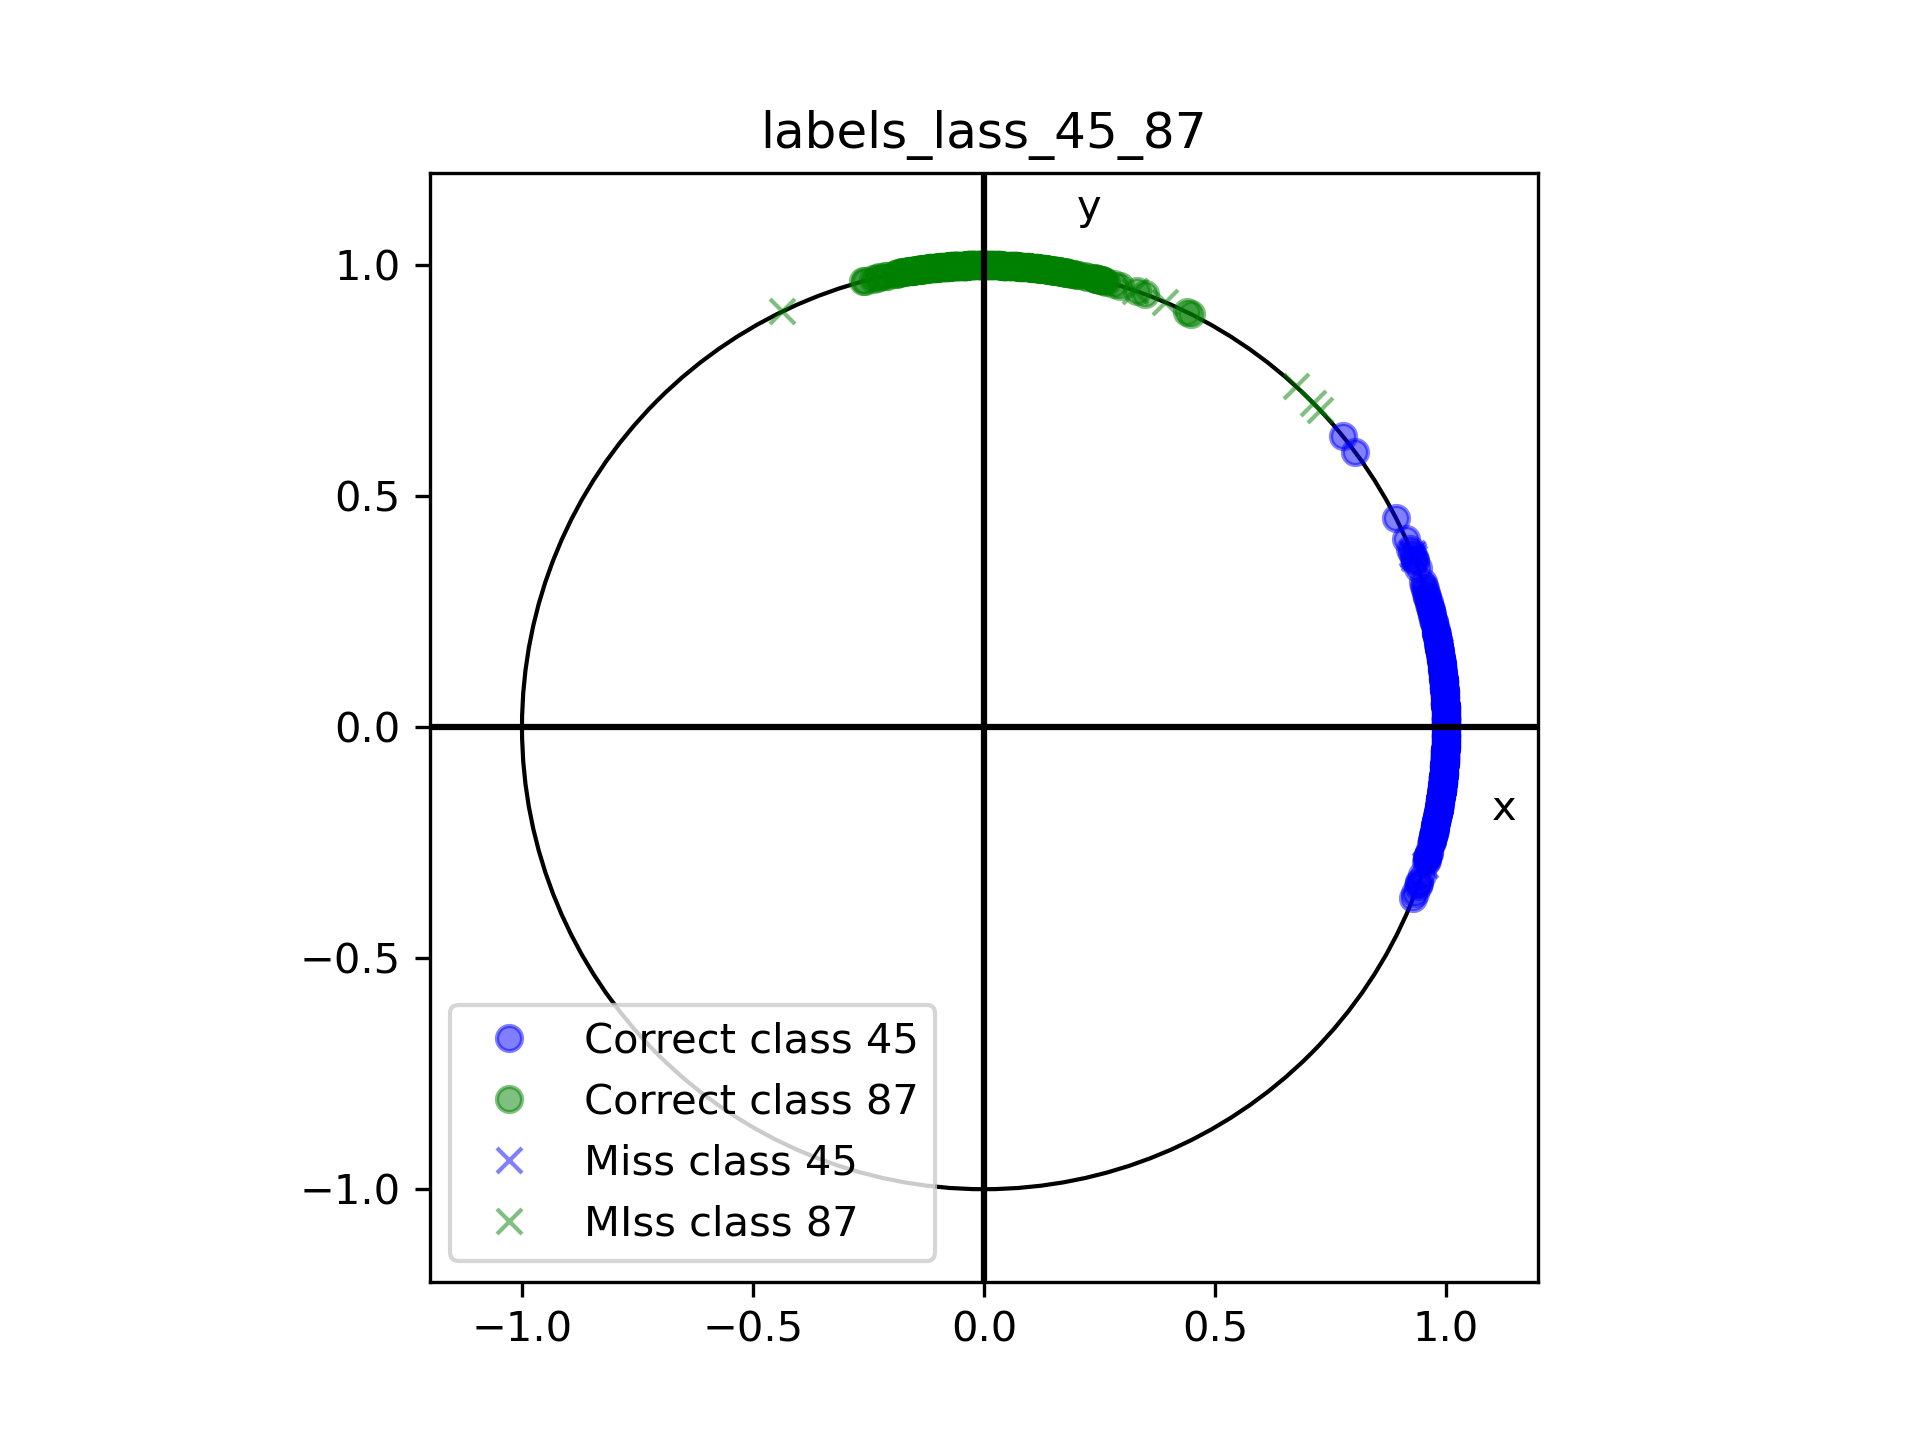 labels_lass_45_87
y
1.0
0.5
0.0
−0.5
−1.0
x
Correct class 45
Correct class 87
Miss class 45
MIss class 87
−1.0 −0.5 0.0 0.5 1.0